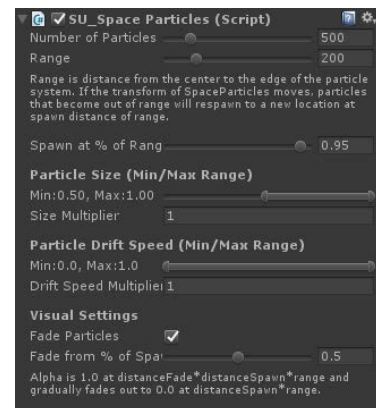 SU_Space Particles (Script)
Number of Particles 500
Range 200
Range is distance from the center to the edge of the particle
system. If the transform of SpaceParticles moves, particles
that become out of range will respawn to a new location at
spawn distance of range.
Spawn at % of Rang 0.95
Particle Size (Min/Max Range)
Min:0.50, Max:1.00
Size Multiplier 1
Particle Drift Speed (Min/Max Range)
Min:0.0, Max:1.0
Drift Speed Multiplier 1
Visual Settings
Fade Particles
Fade from % of Spa 0.5
Alpha is 1.0 at distanceFade*distanceSpawn*range and
gradually fades out to 0.0 at distanceSpawn*range.